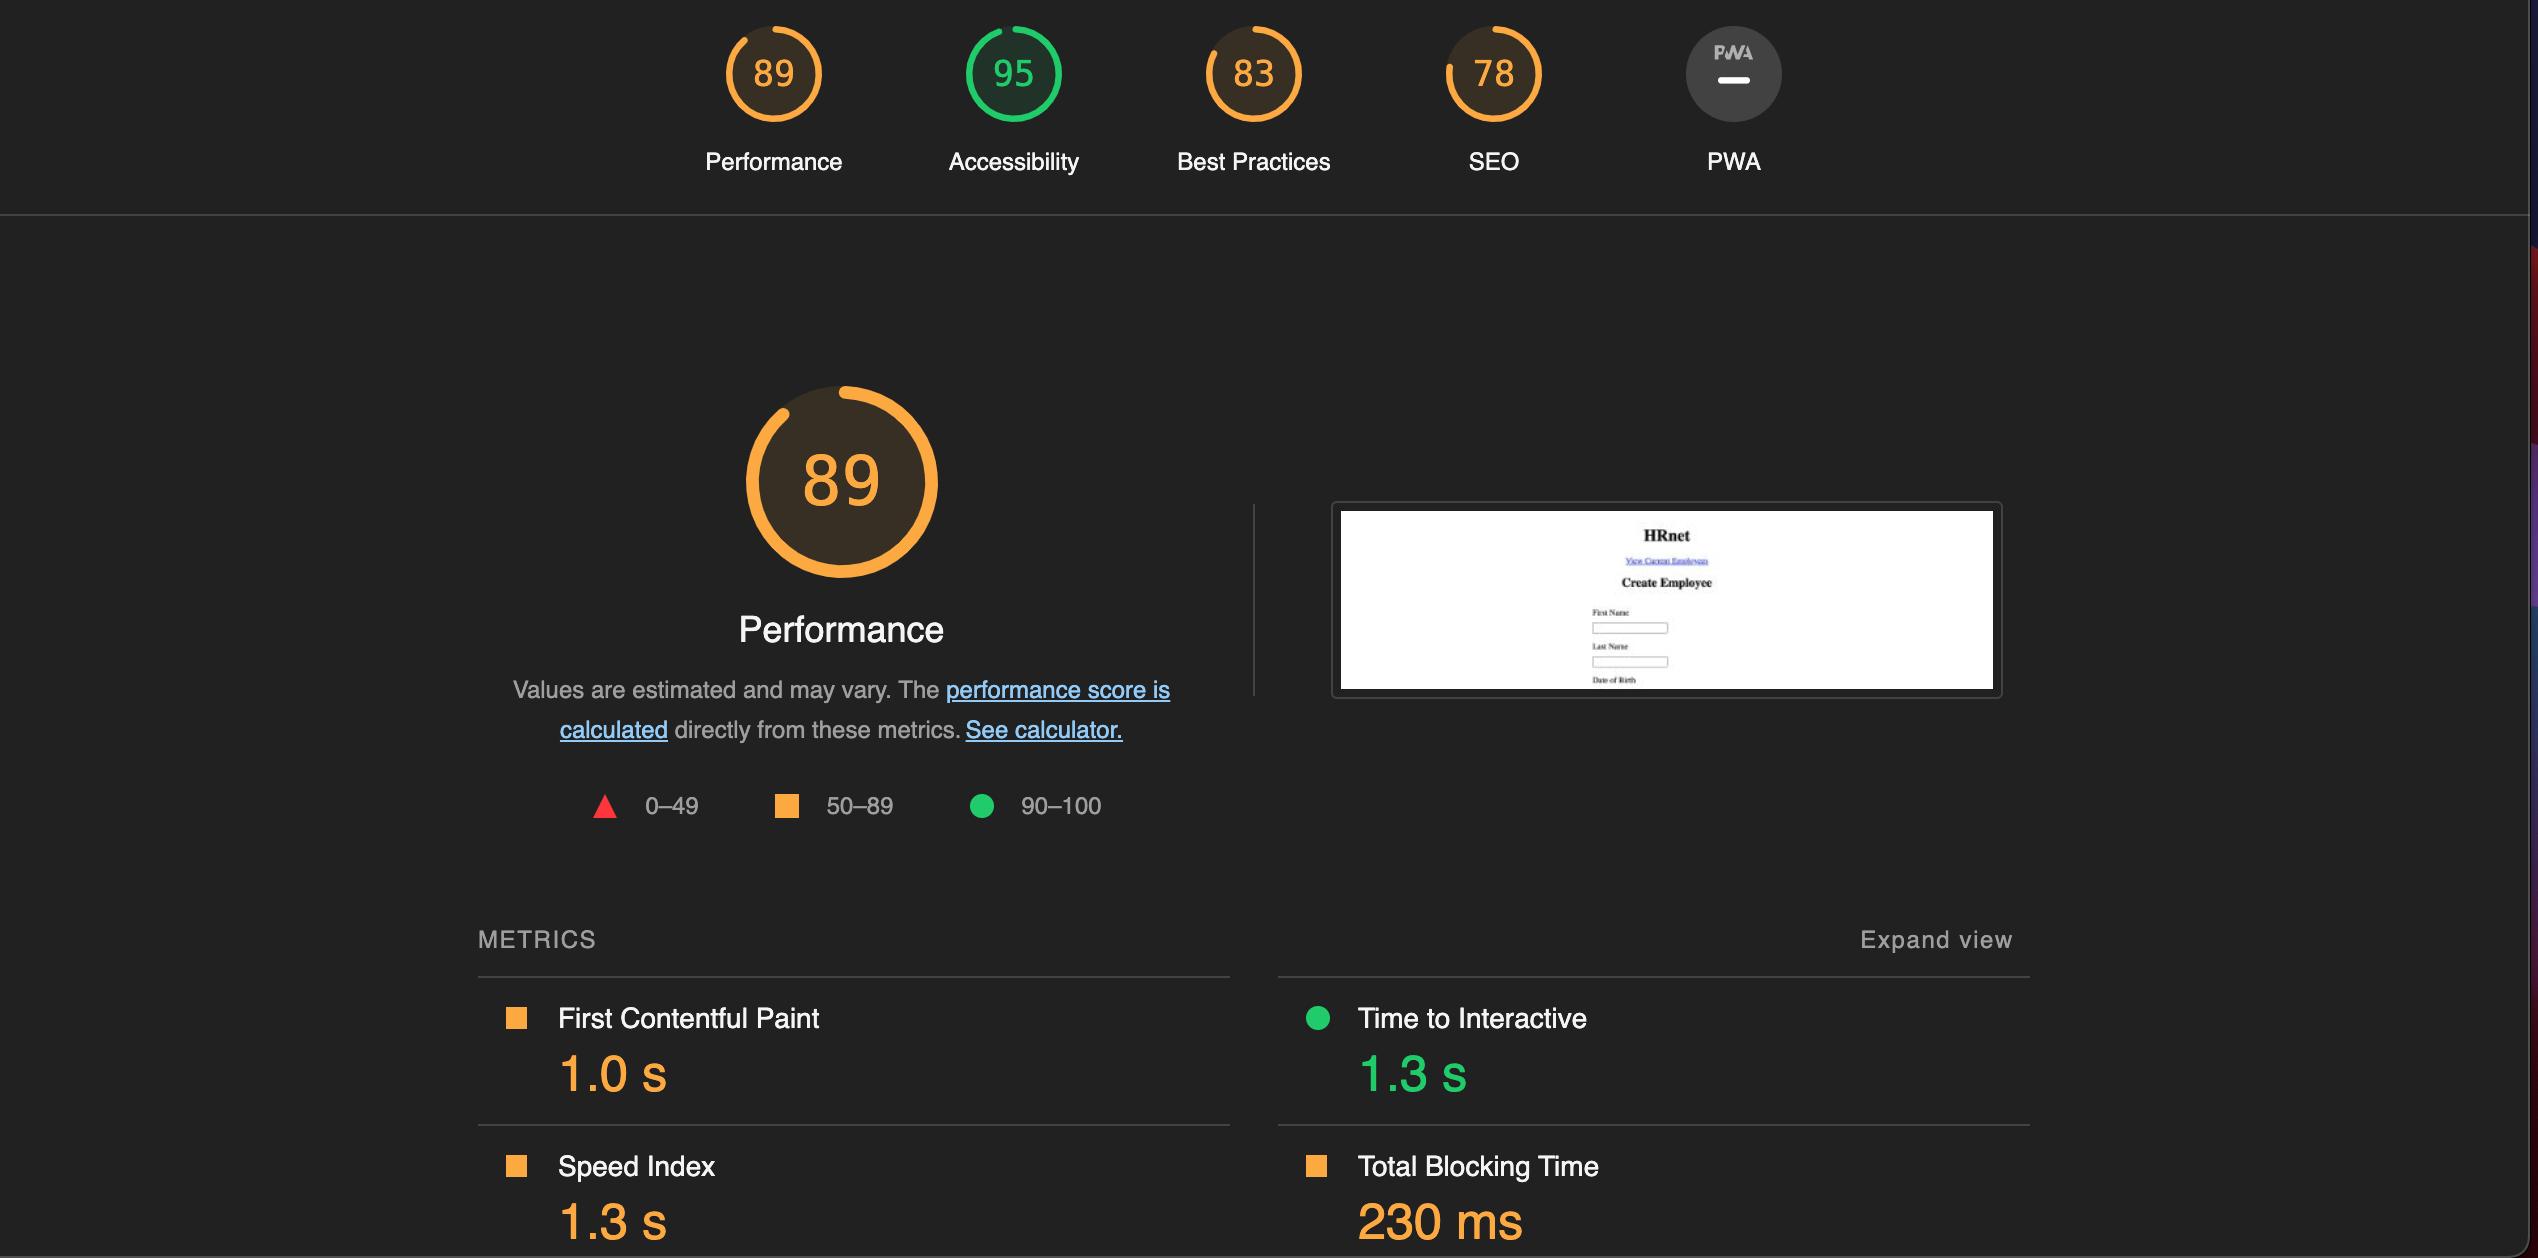 89
95
83
78
PWA
Performance
Accessibility
Best Practices
SEO
PWA
89
Performance
Values are estimated and may vary. The performance score is
calculated directly from these metrics. See calculator.
0–49
50–89
90–100
HRnet
View Current Employees
Create Employee
First Name
Last Name
Date of Birth
METRICS
Expand view
First Contentful Paint
1.0 s
Time to Interactive
1.3 s
Speed Index
1.3 s
Total Blocking Time
230 ms